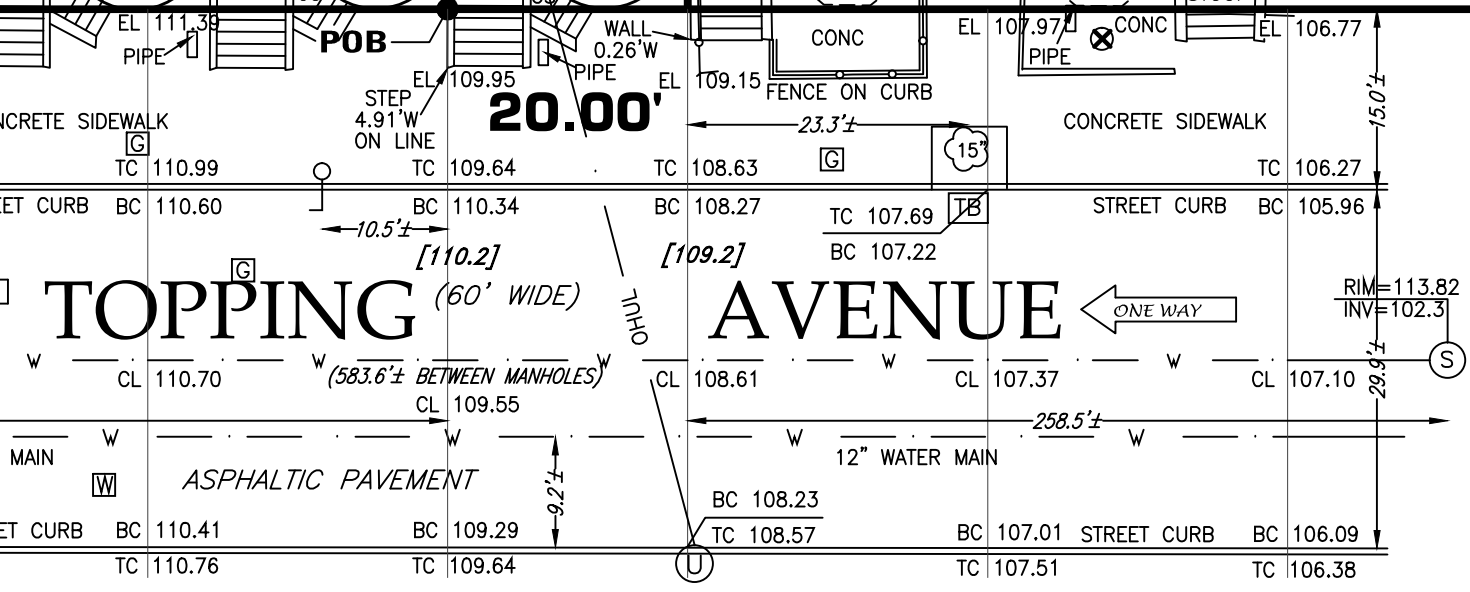 EL 111.39
PIPE
POB
WALL
0.26'W
PIPE
CONC
EL 107.97
PIPE
CONC
EL 106.77
EL 109.95
EL 109.15
FENCE ON CURB
STEP
4.91'W
ON LINE
20.00'
15.0'±
NCRETE SIDEWALK
G
23.3'±
G
15"
CONCRETE SIDEWALK
TC 110.99
TC 109.64
TC 108.63
TC 106.27
EET CURB BC 110.60
BC 110.34
BC 108.27
TC 107.69
BC 107.22
TB
STREET CURB BC 105.96
10.5'±
[110.2]
[109.2]
G
TOPPING (60' WIDE) AVENUE
OHUL
ONE WAY
RIM=113.82
INV=102.3
S
29.9'±
W W W W W
(583.6'± BETWEEN MANHOLES)
CL 110.70
CL 109.55
CL 108.61
CL 107.37
CL 107.10
258.5'±
W W W W
MAIN
12" WATER MAIN
W
ASPHALTIC PAVEMENT
9.2'±
BC 108.23
TC 108.57
ET CURB BC 110.41
BC 109.29
BC 107.01 STREET CURB BC 106.09
TC 110.76
TC 109.64
U
TC 107.51
TC 106.38